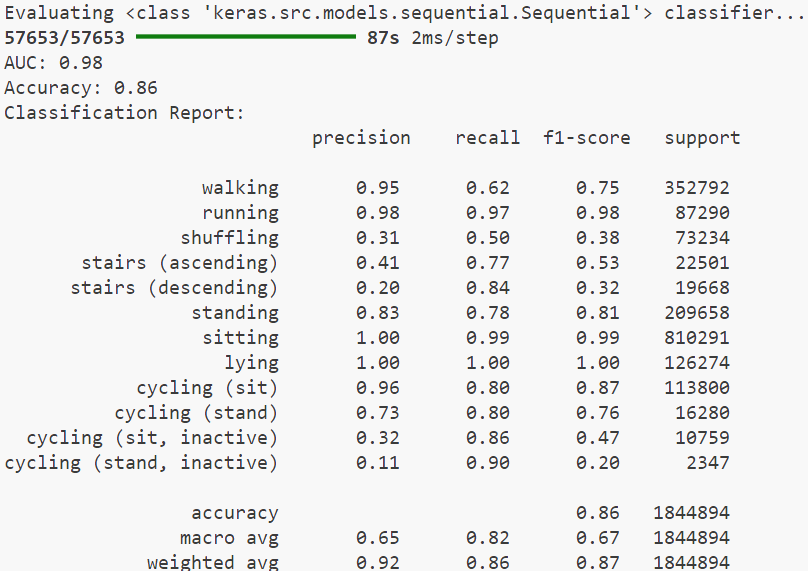 Evaluating <class 'keras.src.models.sequential.Sequential'> classifier...
57653/57653 87s 2ms/step
AUC: 0.98
Accuracy: 0.86
Classification Report:
precision recall f1-score support
walking 0.95 0.62 0.75 352792
running 0.98 0.97 0.98 87290
shuffling 0.31 0.50 0.38 73234
stairs (ascending) 0.41 0.77 0.53 22501
stairs (descending) 0.20 0.84 0.32 19668
standing 0.83 0.78 0.81 209658
sitting 1.00 0.99 0.99 810291
lying 1.00 1.00 1.00 126274
cycling (sit) 0.96 0.80 0.87 113800
cycling (stand) 0.73 0.80 0.76 16280
cycling (sit, inactive) 0.32 0.86 0.47 10759
cycling (stand, inactive) 0.11 0.90 0.20 2347
accuracy 0.86 1844894
macro avg 0.65 0.82 0.67 1844894
weighted avg 0.92 0.86 0.87 1844894